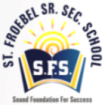 ST. FROEBEL SR. SEC. SCHOOL
S.F.S.
Sound Foundation For Success